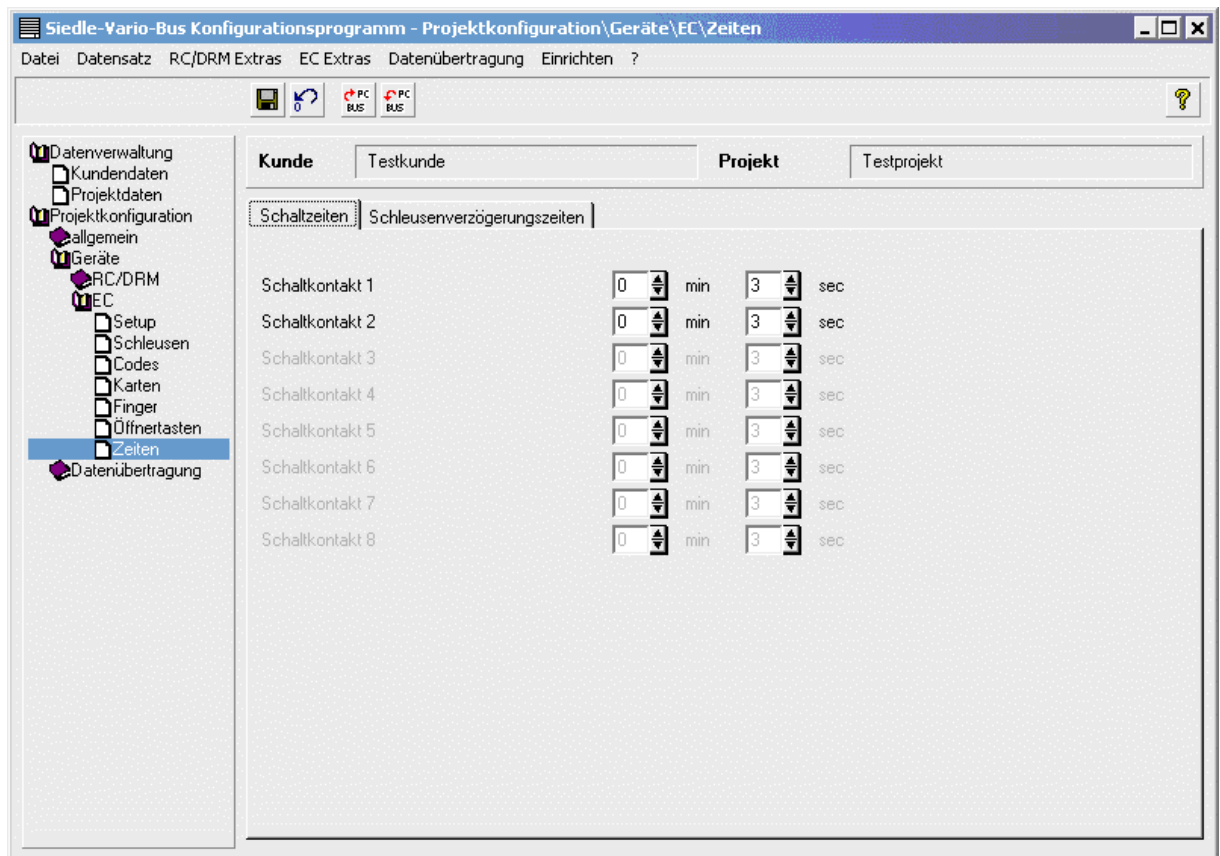 Siedle-Vario-Bus Konfigurationsprogramm - Projektkonfiguration\Geräte\EC\Zeiten
Datei Datensatz RC/DRM Extras EC Extras Datenübertragung Einrichten ?
0 PC BUS PC BUS ?
Datenverwaltung
Kundendaten
Projektdaten
Projektkonfiguration
allgemein
Geräte
RC/DRM
EC
Setup
Schleusen
Codes
Karten
Finger
Öffnertasten
Zeiten
Datenübertragung
Kunde Testkunde Projekt Testprojekt
Schaltzeiten Schleusenverzögerungszeiten
Schaltkontakt 1 0 min 3 sec
Schaltkontakt 2 0 min 3 sec
Schaltkontakt 3 0 min 3 sec
Schaltkontakt 4 0 min 3 sec
Schaltkontakt 5 0 min 3 sec
Schaltkontakt 6 0 min 3 sec
Schaltkontakt 7 0 min 3 sec
Schaltkontakt 8 0 min 3 sec